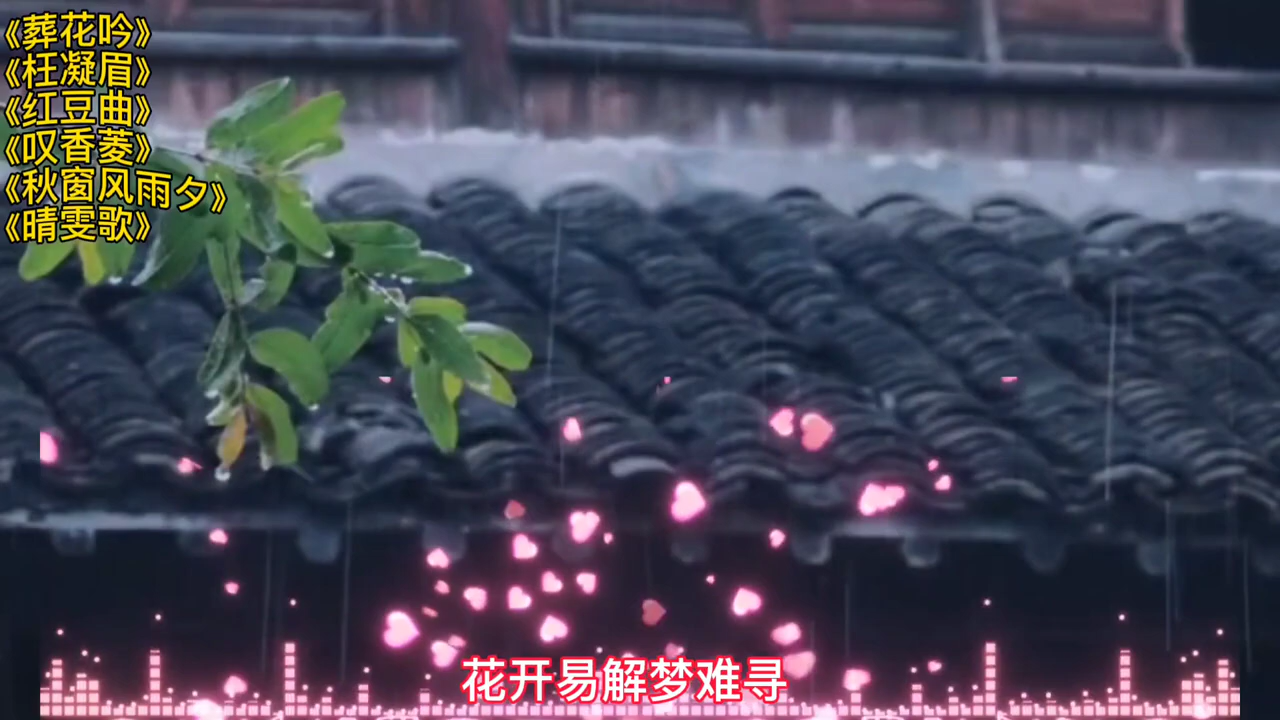 《葬花吟》
《枉凝眉》
《红豆曲》
《叹香菱》
《秋窗风雨夕》
《晴雯歌》
花开易解梦难寻